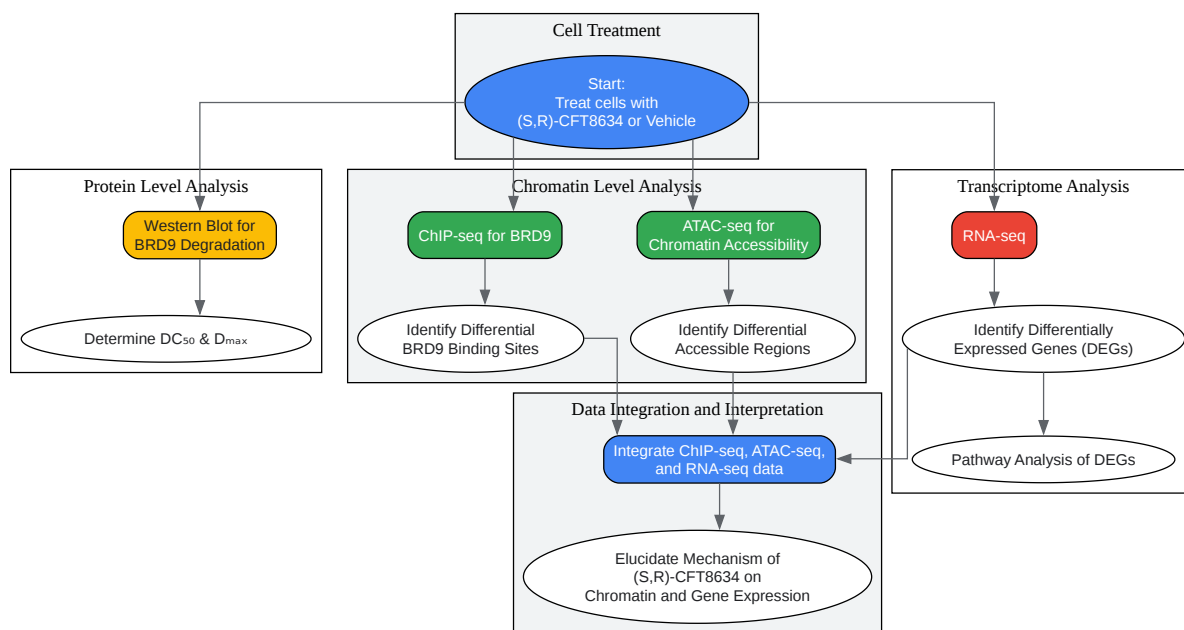 Cell Treatment
Start:
Treat cells with
(S,R)-CFT8634 or Vehicle
Protein Level Analysis
Western Blot for
BRD9 Degradation
Determine DC₅₀ & Dₘₐₓ
Chromatin Level Analysis
ChIP-seq for BRD9
ATAC-seq for
Chromatin Accessibility
Identify Differential
BRD9 Binding Sites
Identify Differential
Accessible Regions
Transcriptome Analysis
RNA-seq
Identify Differentially
Expressed Genes (DEGs)
Pathway Analysis of DEGs
Data Integration and Interpretation
Integrate ChIP-seq, ATAC-seq,
and RNA-seq data
Elucidate Mechanism of
(S,R)-CFT8634 on
Chromatin and Gene Expression